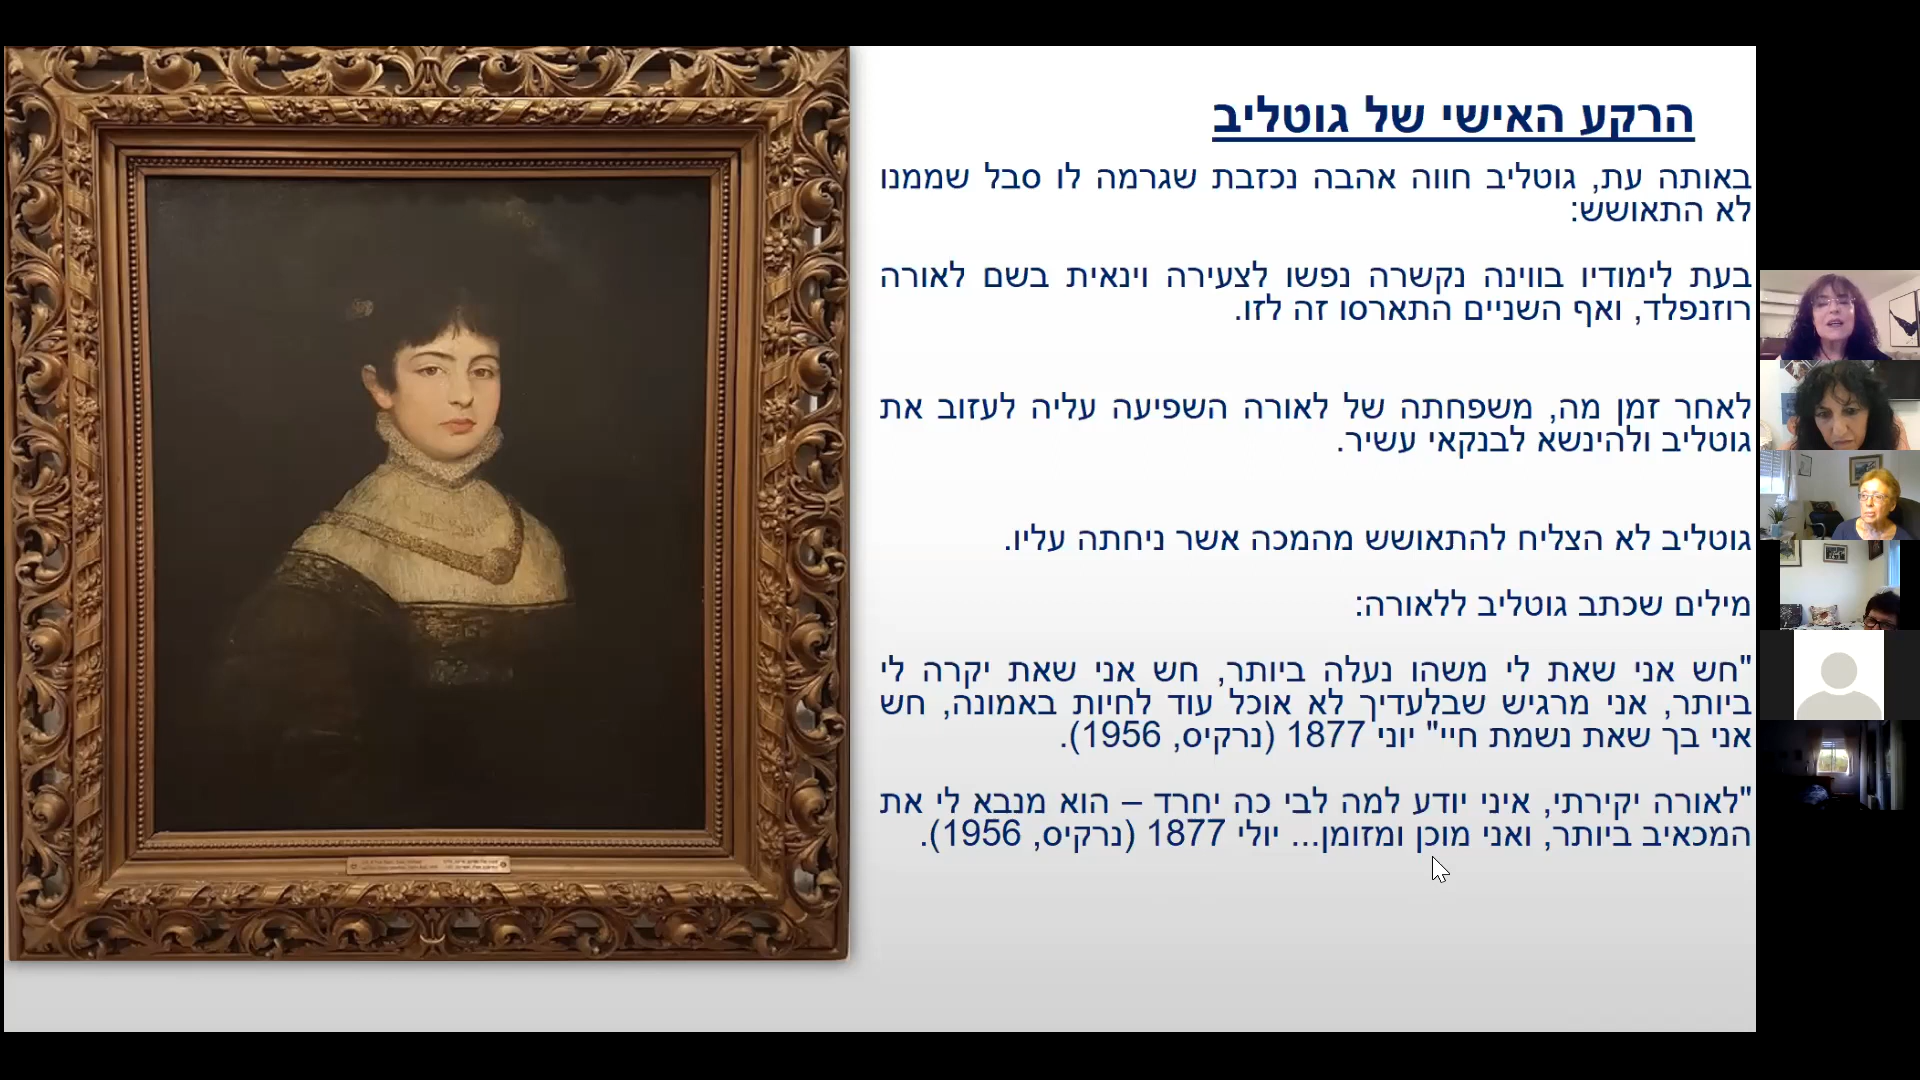 הרקע האישי של גוטליב
באותה עת, גוטליב חווה אהבה נכזבת שגרמה לו סבל שממנו
לא התאושש:
בעת לימודיו בווינה נקשרה נפשו לצעירה וינאית בשם לאורה
רוזנפלד, ואף השניים התארסו זה לזו.
לאחר זמן מה, משפחתה של לאורה השפיעה עליה לעזוב את
גוטליב ולהינשא לבנקאי עשיר.
גוטליב לא הצליח להתאושש מהמכה אשר ניחתה עליו.
מילים שכתב גוטליב ללאורה:
"חש אני שאת לי משהו נעלה ביותר, חש אני שאת יקרה לי
ביותר, אני מרגיש שבלעדיך לא אוכל עוד לחיות באמונה, חש
אני בך שאת נשמת חיי" יוני 1877 (נרקיס, 1956).
"לאורה יקירתי, איני יודע למה לבי כה יחרד – הוא מנבא לי את
המכאיב ביותר, ואני מוכן ומזומן... יולי 1877 (נרקיס, 1956).